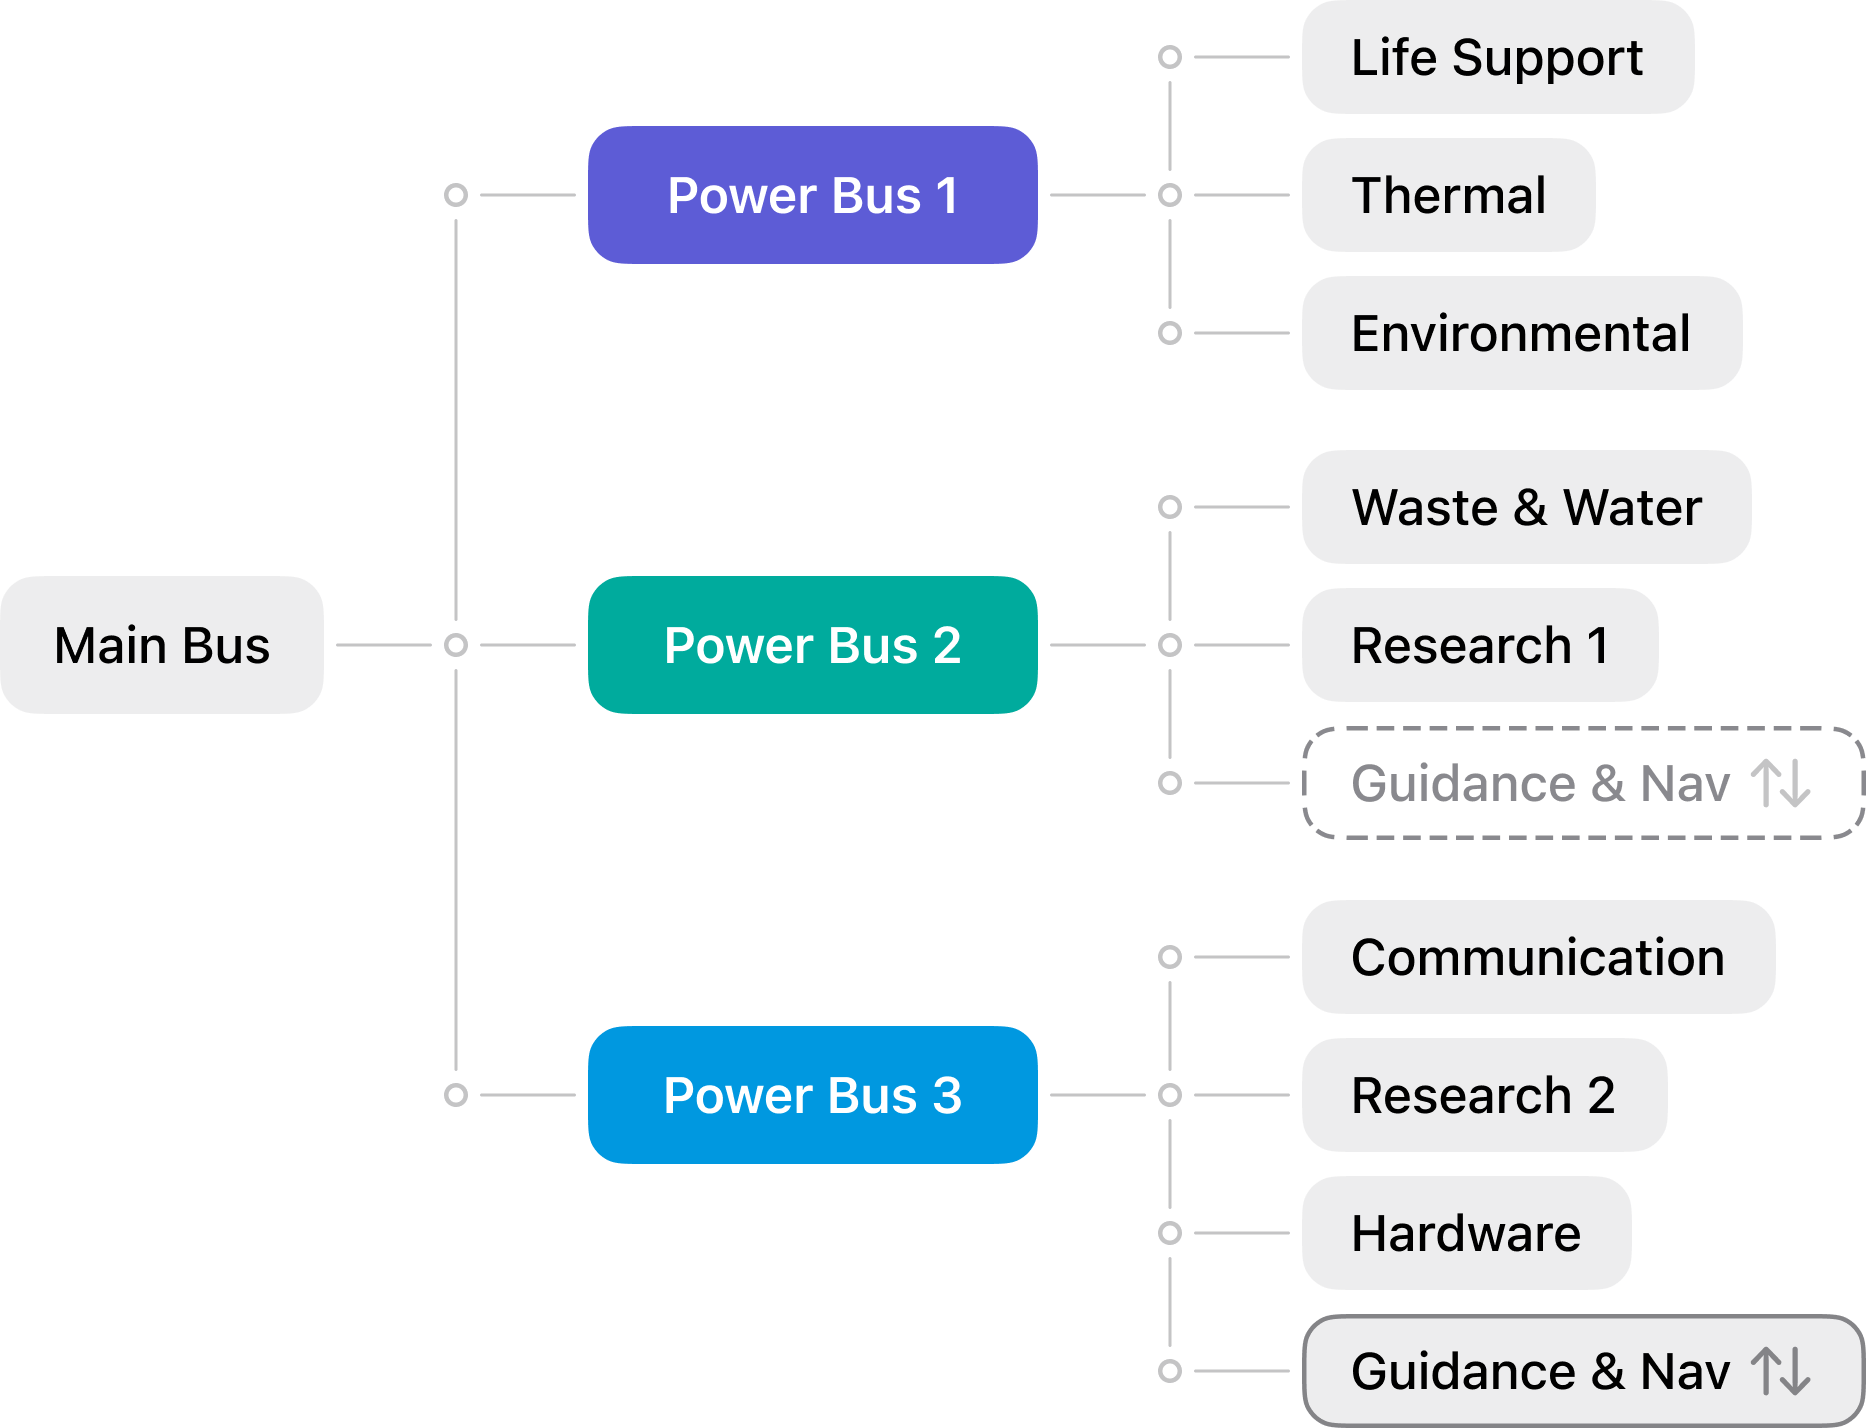 Life Support
Power Bus 1
Thermal
Environmental
Waste & Water
Main Bus
Power Bus 2
Research 1
Guidance & Nav
Communication
Power Bus 3
Research 2
Hardware
Guidance & Nav